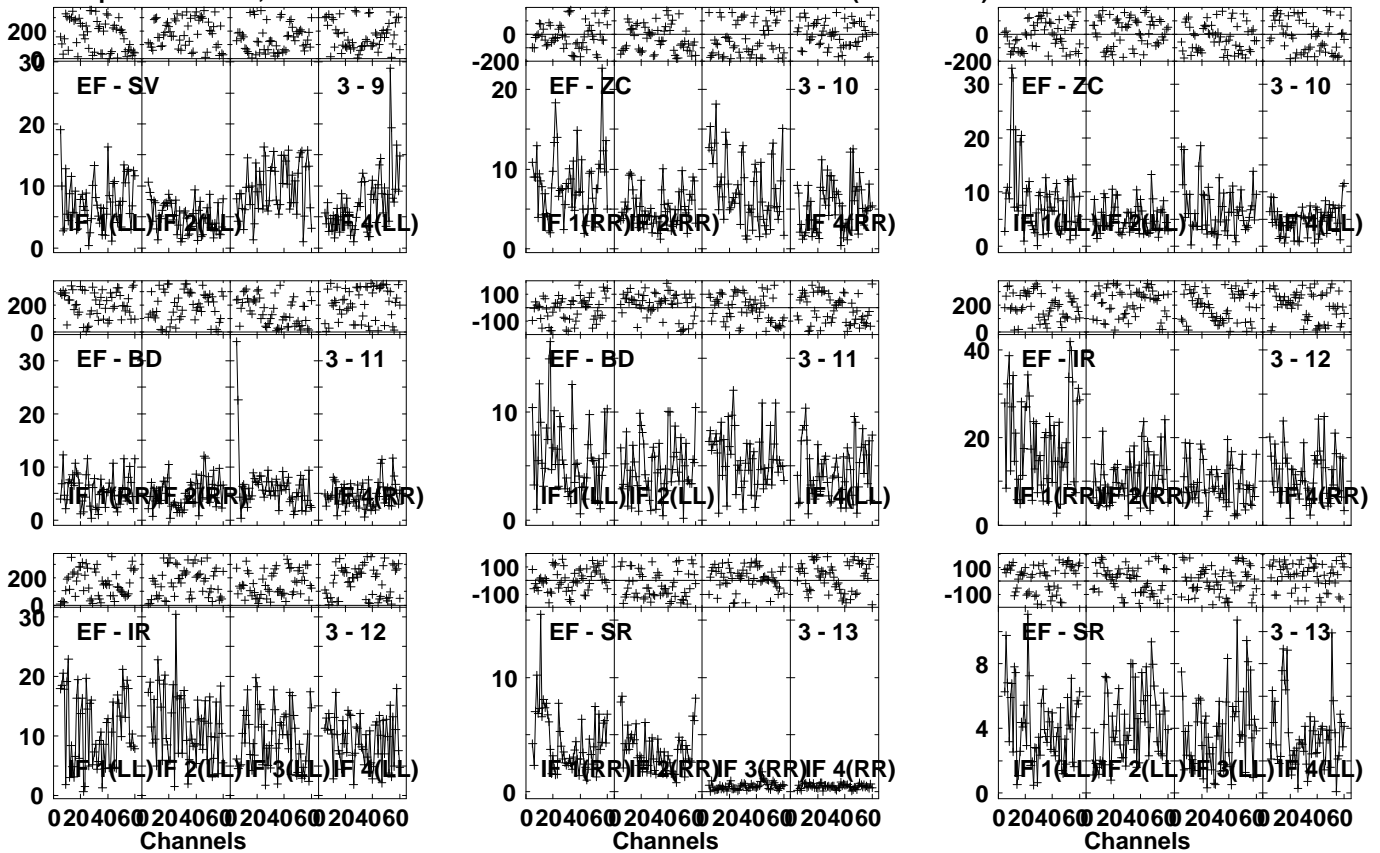 200 0 -200 0 -200
0
30 EF - SV 3 - 9 20 EF - ZC 3 - 10 30 EF - ZC 3 - 10
20 20
10 10 10
IF 1(LL) IF 2(LL) IF 4(LL) IF 1(RR) IF 2(RR) IF 4(RR) IF 1(LL) IF 2(LL) IF 4(LL)
0 0 0
200 100 200
0 -100 0
30 EF - BD 3 - 11 EF - BD 3 - 11 40 EF - IR 3 - 12
20 10 20
10
IF 1(RR) IF 2(RR) IF 4(RR) IF 1(LL) IF 2(LL) IF 4(LL) IF 1(RR) IF 2(RR) IF 4(RR)
0 0 0
200 100 100
0 -100 -100
30 EF - IR 3 - 12 EF - SR 3 - 13 EF - SR 3 - 13
20 10 8
10 4
IF 1(LL) IF 2(LL) IF 3(LL) IF 4(LL) IF 1(RR) IF 2(RR) IF 3(RR) IF 4(RR) IF 1(LL) IF 2(LL) IF 3(LL) IF 4(LL)
0 0 0
0 20 40 60 0 20 40 60 0 20 40 60 0 20 40 60 0 20 40 60 0 20 40 60 0 20 40 60 0 20 40 60 0 20 40 60 0 20 40 60 0 20 40 60 0 20 40 60
Channels Channels Channels